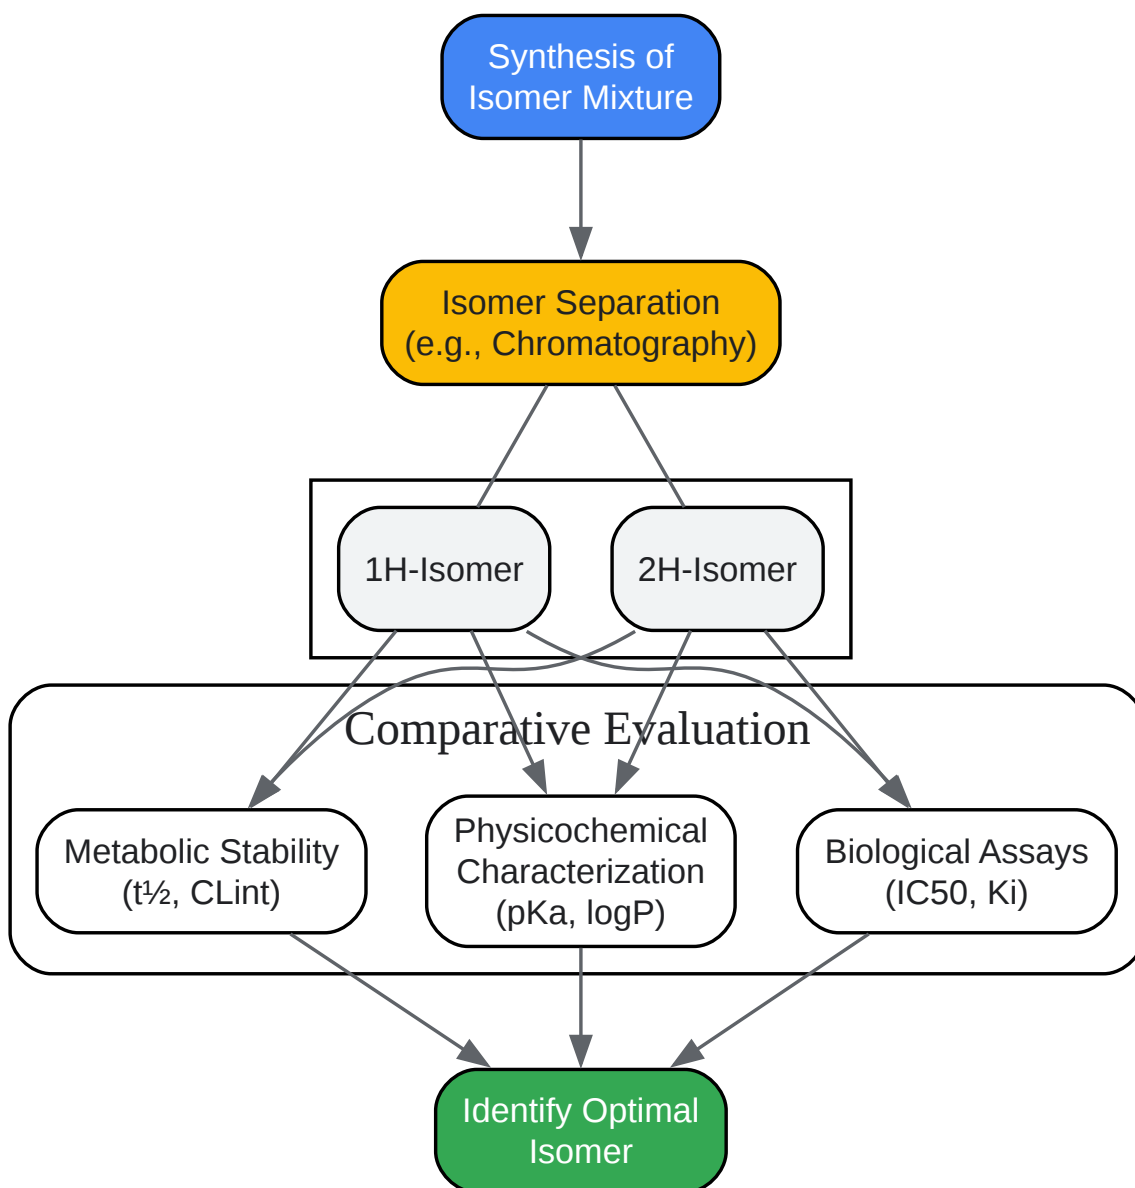 Synthesis of
Isomer Mixture
Isomer Separation
(e.g., Chromatography)
1H-Isomer
2H-Isomer
Comparative Evaluation
Metabolic Stability
(t½, CLint)
Physicochemical
Characterization
(pKa, logP)
Biological Assays
(IC50, Ki)
Identify Optimal
Isomer